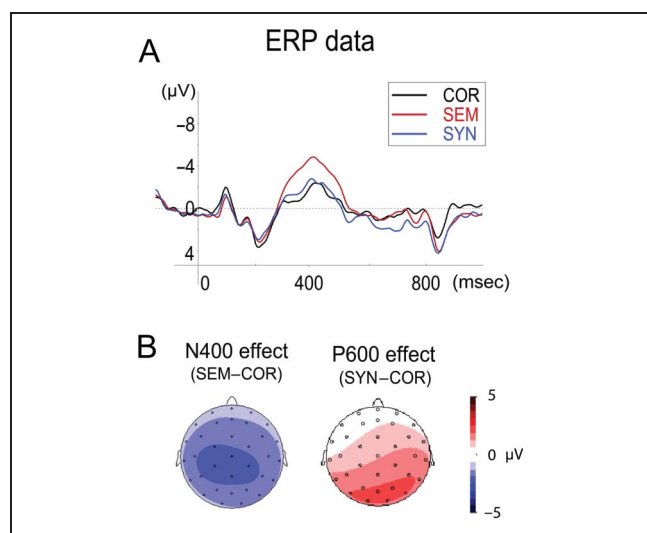 ERP data
A
(μV)
−8
−4
0
4
COR
SEM
SYN
0
400
800
(msec)
B
N400 effect
(SEM–COR)
P600 effect
(SYN–COR)
5
0
μV
−5